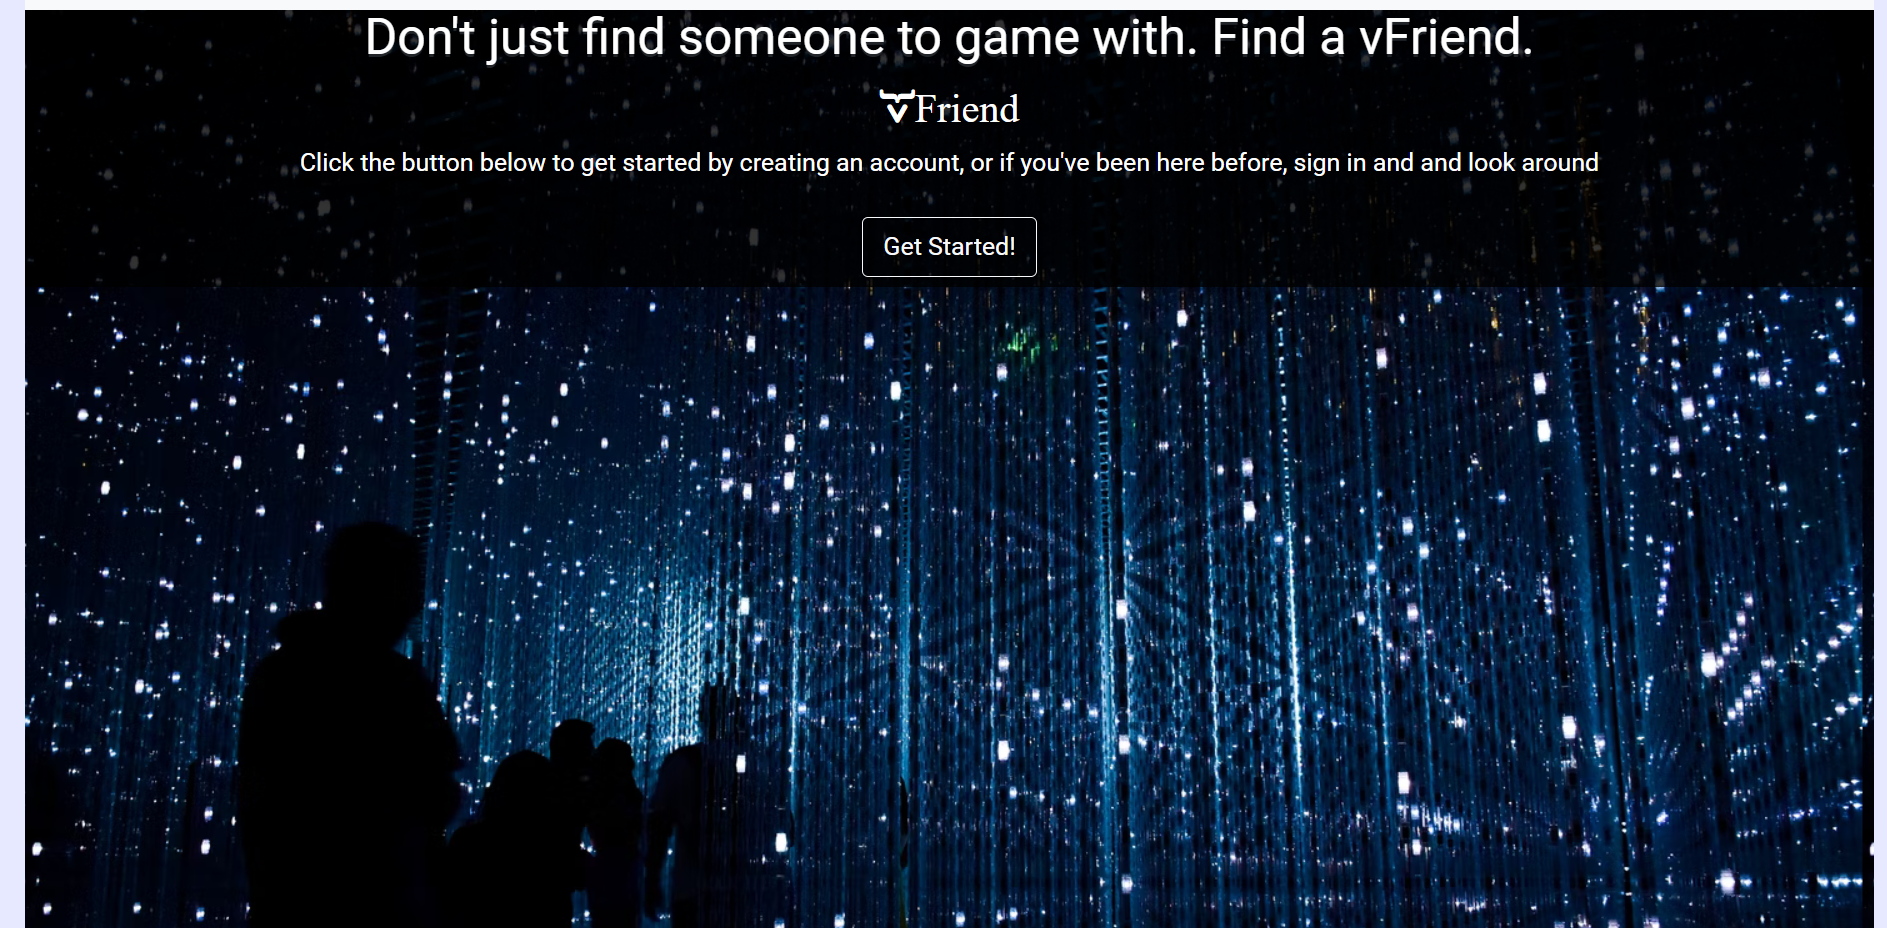 Don't just find someone to game with. Find a vFriend.
vFriend
Click the button below to get started by creating an account, or if you've been here before, sign in and and look around
Get Started!